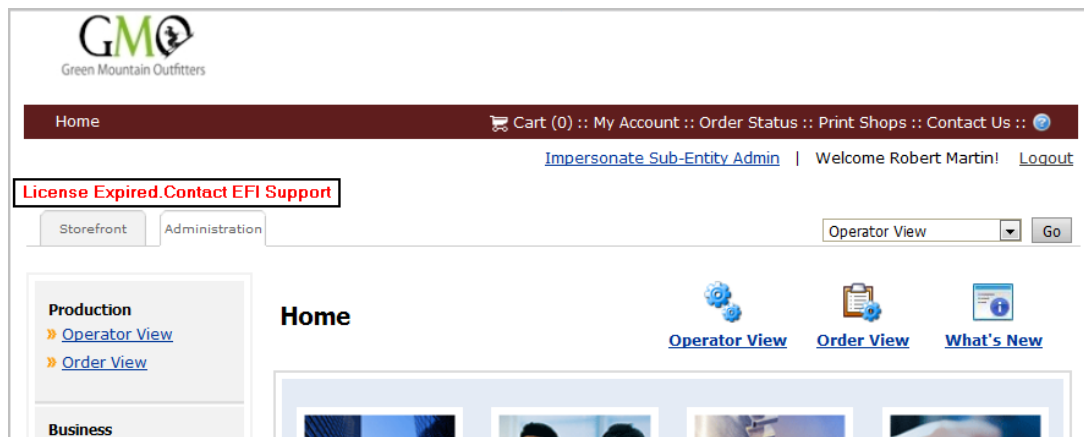 GMO
Green Mountain Outfitters
Home
Cart (0) :: My Account :: Order Status :: Print Shops :: Contact Us ::
Impersonate Sub-Entity Admin | Welcome Robert Martin! Logout
License Expired.Contact EFI Support
Storefront
Administration
Operator View
Go
Production
» Operator View
» Order View
Business
Home
Operator View
Order View
What's New